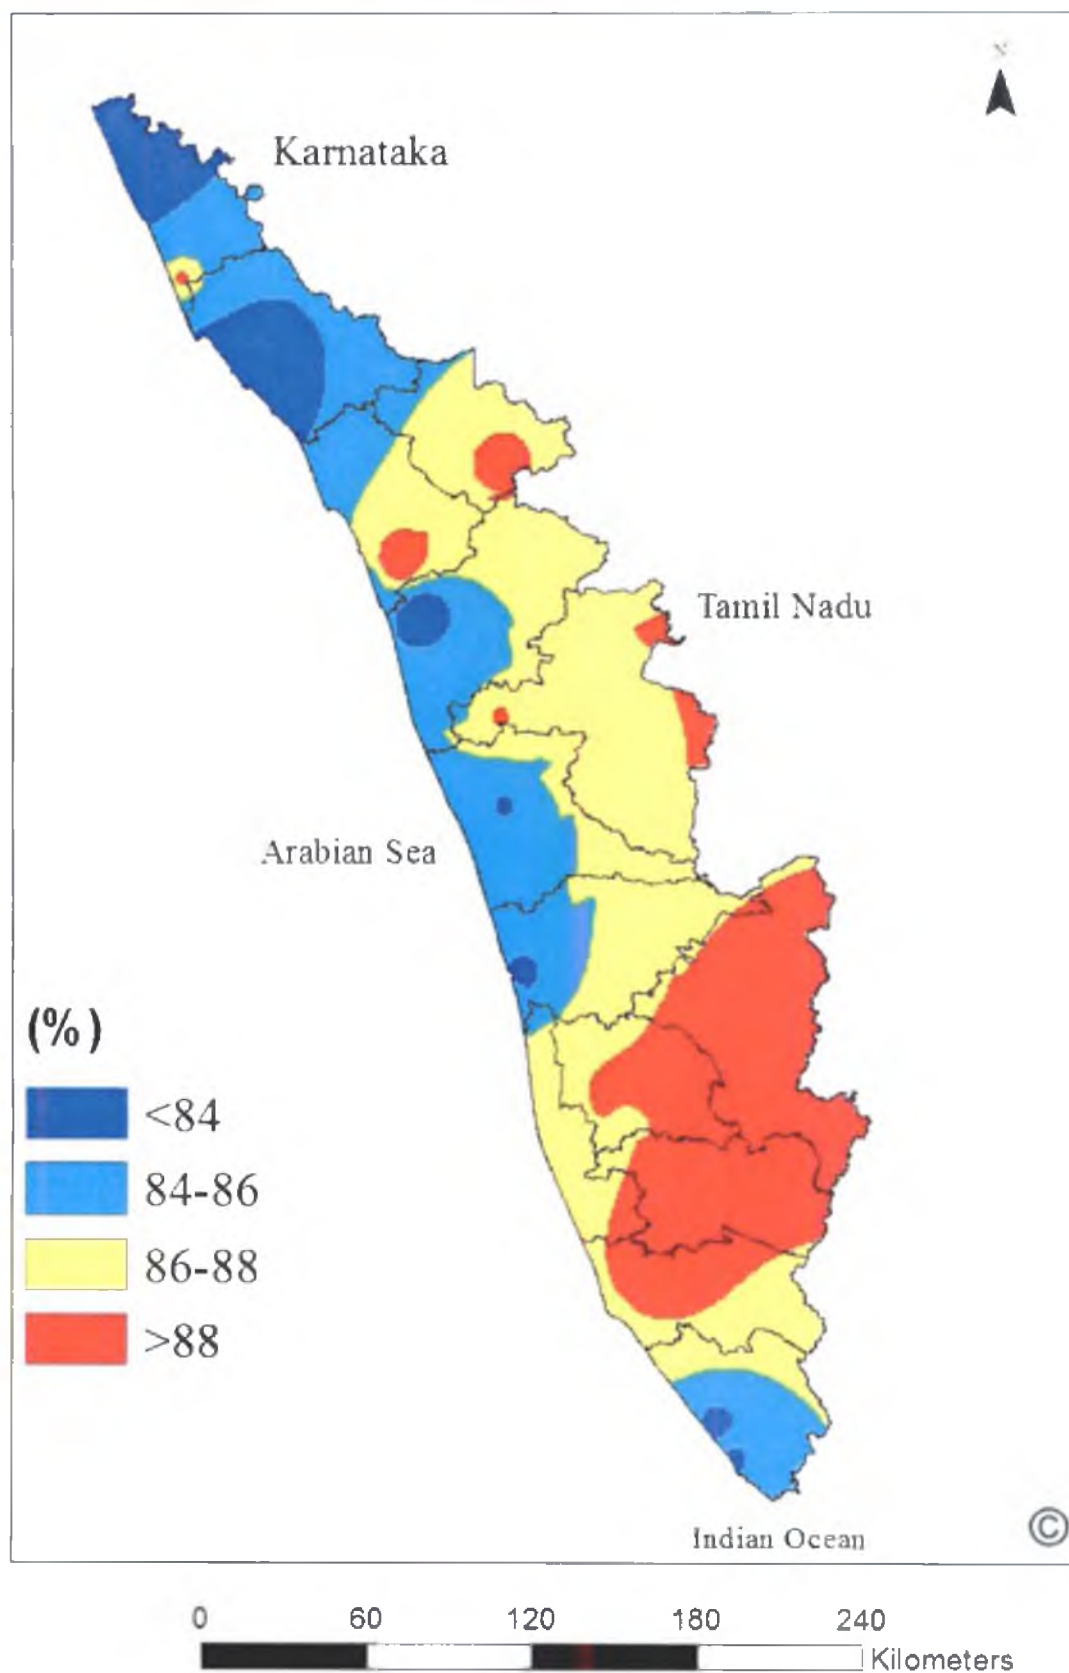 N
Karnataka
Tamil Nadu
Arabian Sea
(%)
<84
84-86
86-88
>88
Indian Ocean
©
0 60 120 180 240
Kilometers